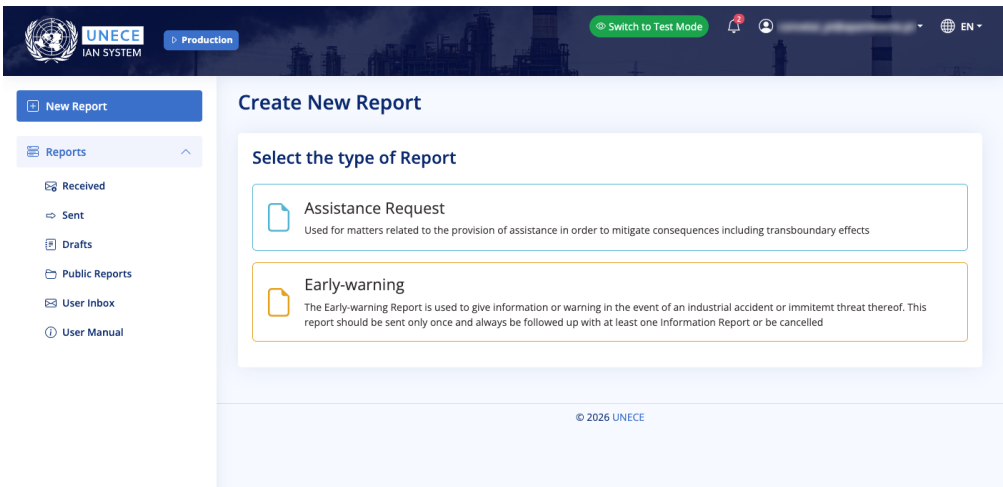 UNECE
IAN SYSTEM
Production
Switch to Test Mode
2
EN
New Report
Reports
Received
Sent
Drafts
Public Reports
User Inbox
User Manual
Create New Report
Select the type of Report
Assistance Request
Used for matters related to the provision of assistance in order to mitigate consequences including transboundary effects
Early-warning
The Early-warning Report is used to give information or warning in the event of an industrial accident or immitemt threat thereof. This
report should be sent only once and always be followed up with at least one Information Report or be cancelled
© 2026 UNECE